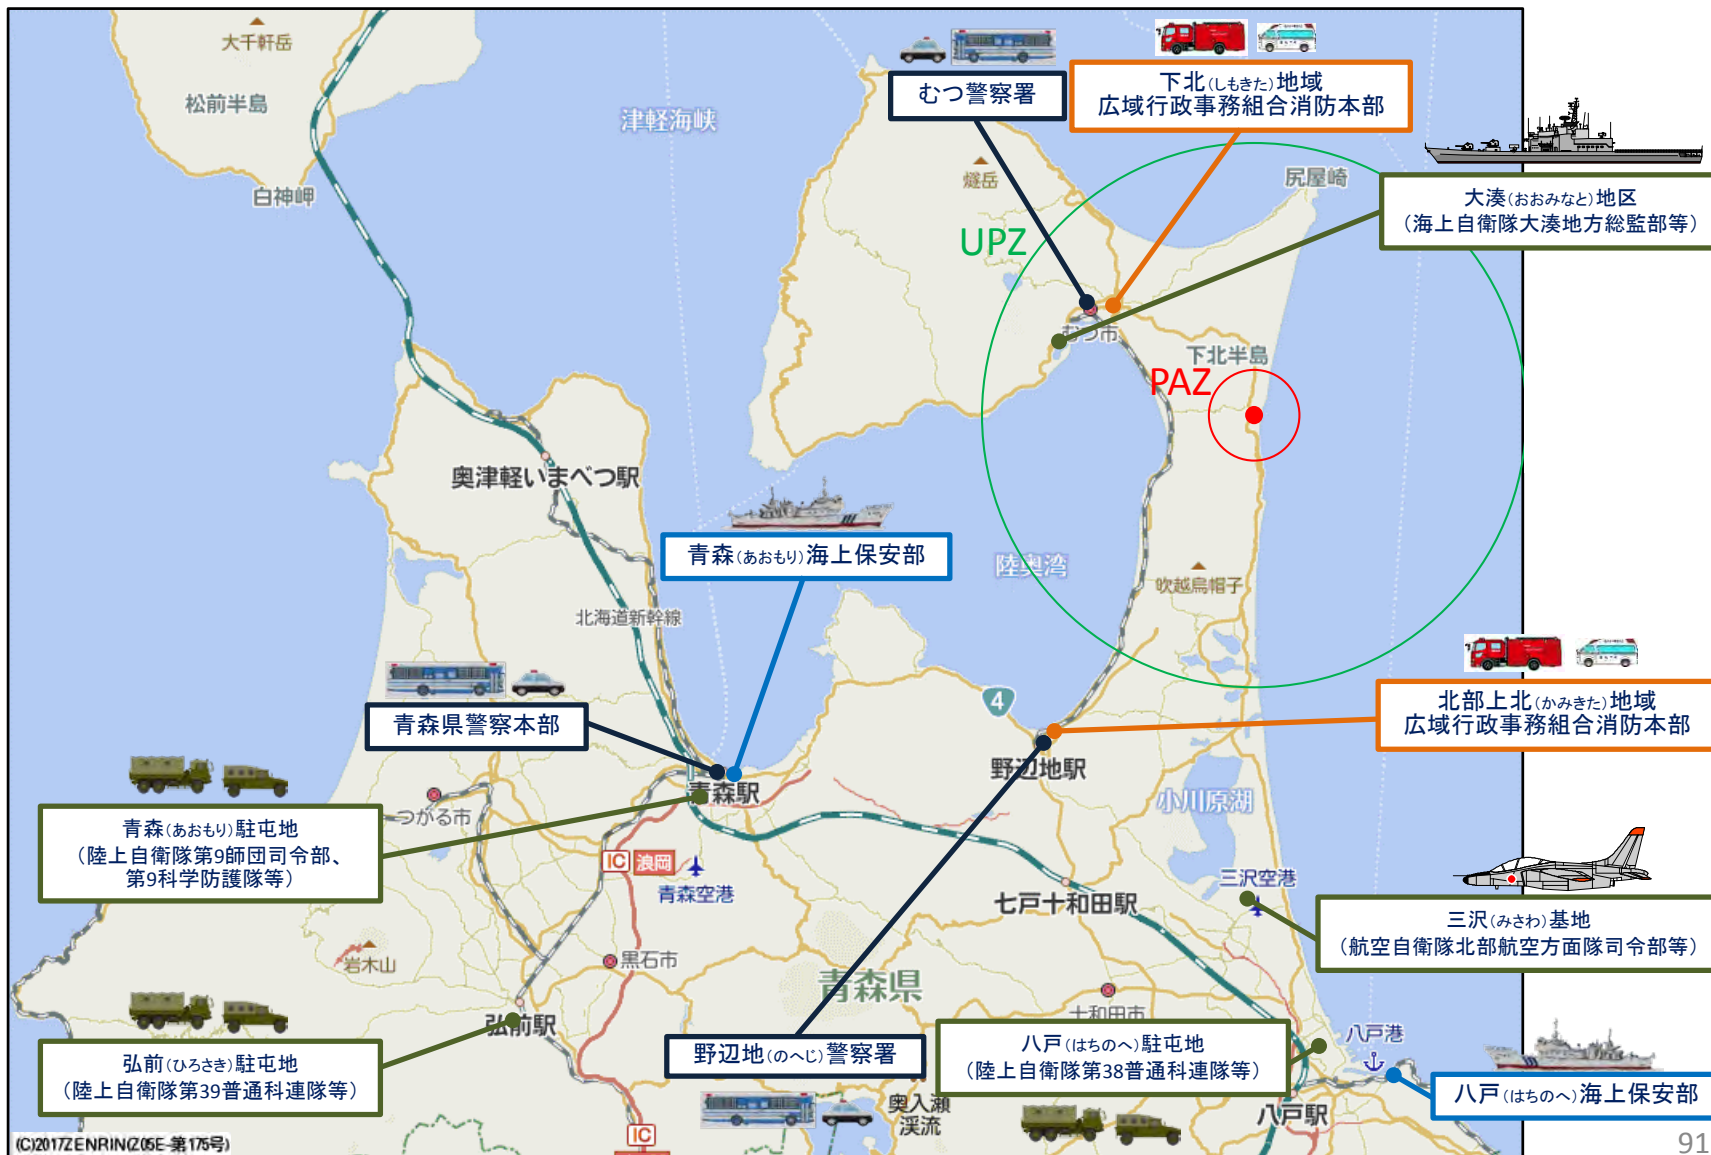 大千軒岳
松前半島
白神岬
津軽海峡
むつ警察署
下北(しもきた)地域
広域行政事務組合消防本部
燧岳
尻屋崎
大湊(おおみなと)地区
(海上自衛隊大湊地方総監部等)
UPZ
むつ市
下北半島
PAZ
奥津軽いまべつ駅
青森(あおもり)海上保安部
陸奥湾
吹越烏帽子
北海道新幹線
青森県警察本部
4
北部上北(かみきた)地域
広域行政事務組合消防本部
野辺地駅
青森駅
小川原湖
つがる市
青森(あおもり)駐屯地
(陸上自衛隊第9師団司令部、
第9科学防護隊等)
IC 浪岡
青森空港
三沢空港
七戸十和田駅
三沢(みさわ)基地
(航空自衛隊北部航空方面隊司令部等)
岩木山
黒石市
青森県
十和田市
弘前駅
八戸港
弘前(ひろさき)駐屯地
(陸上自衛隊第39普通科連隊等)
野辺地(のへじ)警察署
八戸(はちのへ)駐屯地
(陸上自衛隊第38普通科連隊等)
八戸(はちのへ)海上保安部
奥入瀬
渓流
八戸駅
IC
(C)2017ZENRIN(Z05E-第175号)
91